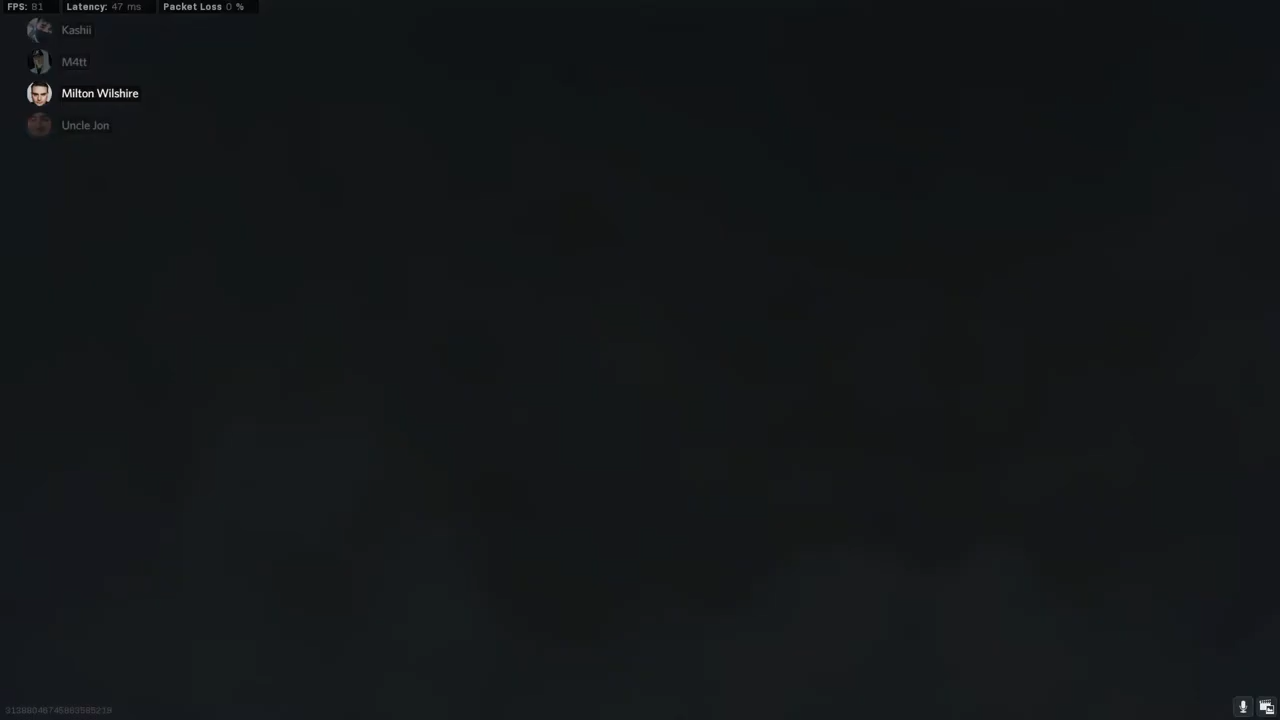 FPS: 81 Latency: 47 ms Packet Loss 0 %
Kashii
M4tt
Milton Wilshire
Uncle Jon